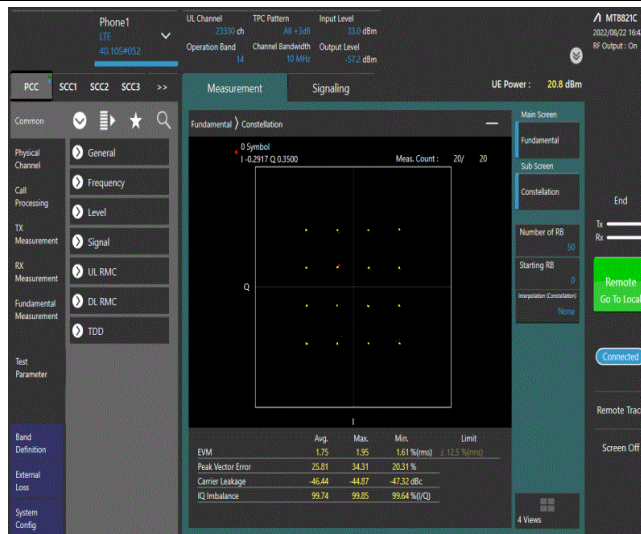 Phone1
LTE
40.105#052
UL Channel
23330 ch
TPC Pattern
All +3dB
Input Level
33.0 dBm
Operation Band
14
Channel Bandwidth
10 MHz
Output Level
-57.2 dBm
MT8821C
2022/08/22 16:4
RF Output : On
PCC
SCC1
SCC2
SCC3
>>
Measurement
Signaling
UE Power : 20.8 dBm
Common
Physical
Channel
Call
Processing
TX
Measurement
RX
Measurement
Fundamental
Measurement
Test
Parameter
Band
Definition
External
Loss
System
Config
General
Frequency
Level
Signal
UL RMC
DL RMC
TDD
Fundamental
Constellation
0 Symbol
I -0.2917 Q 0.3500
Meas. Count : 20/ 20
Q
I
Avg. Max. Min. Limit
EVM 1.75 1.95 1.61 %(rms) ≤ 12.5 %(rms)
Peak Vector Error 25.81 34.31 20.31 %
Carrier Leakage -46.44 -44.87 -47.32 dBc
IQ Imbalance 99.74 99.85 99.64 %(I/Q)
Main Screen
Fundamental
Sub Screen
Constellation
Number of RB
50
Starting RB
0
Interpolation (Constellation)
None
4 Views
End
Tx
Rx
Remote
Go To Local
Connected
Remote Trac
Screen Off